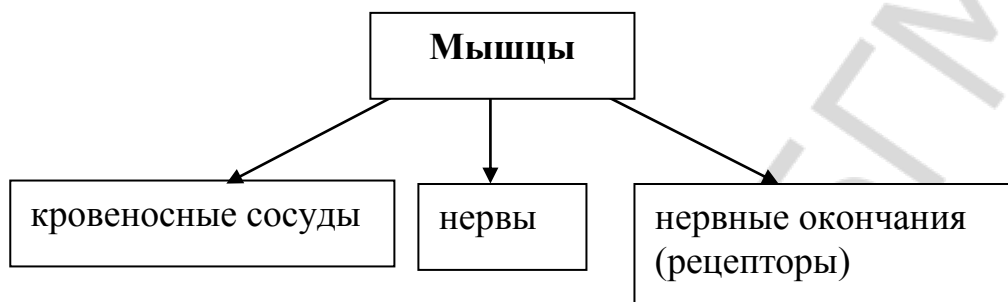 Мышцы
кровеносные сосуды
нервы
нервные окончания
(рецепторы)